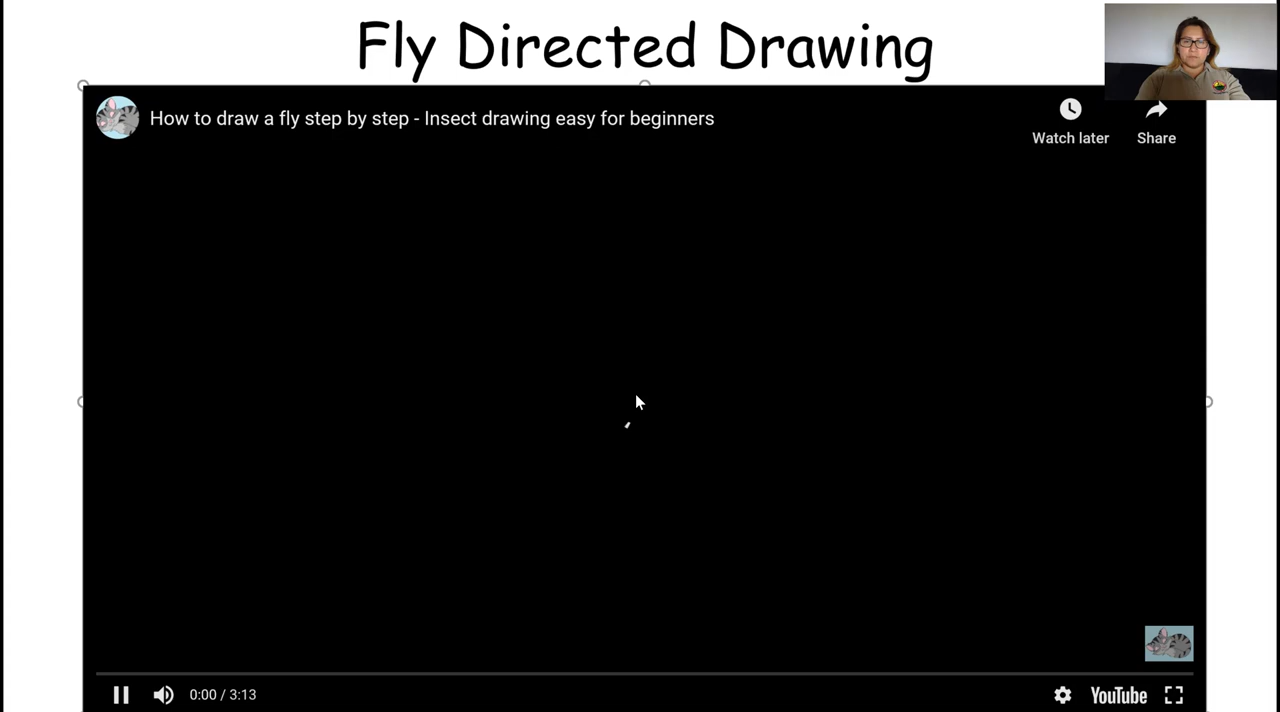 Fly Directed Drawing
How to draw a fly step by step - Insect drawing easy for beginners
Watch later
Share
0:00 / 3:13
YouTube